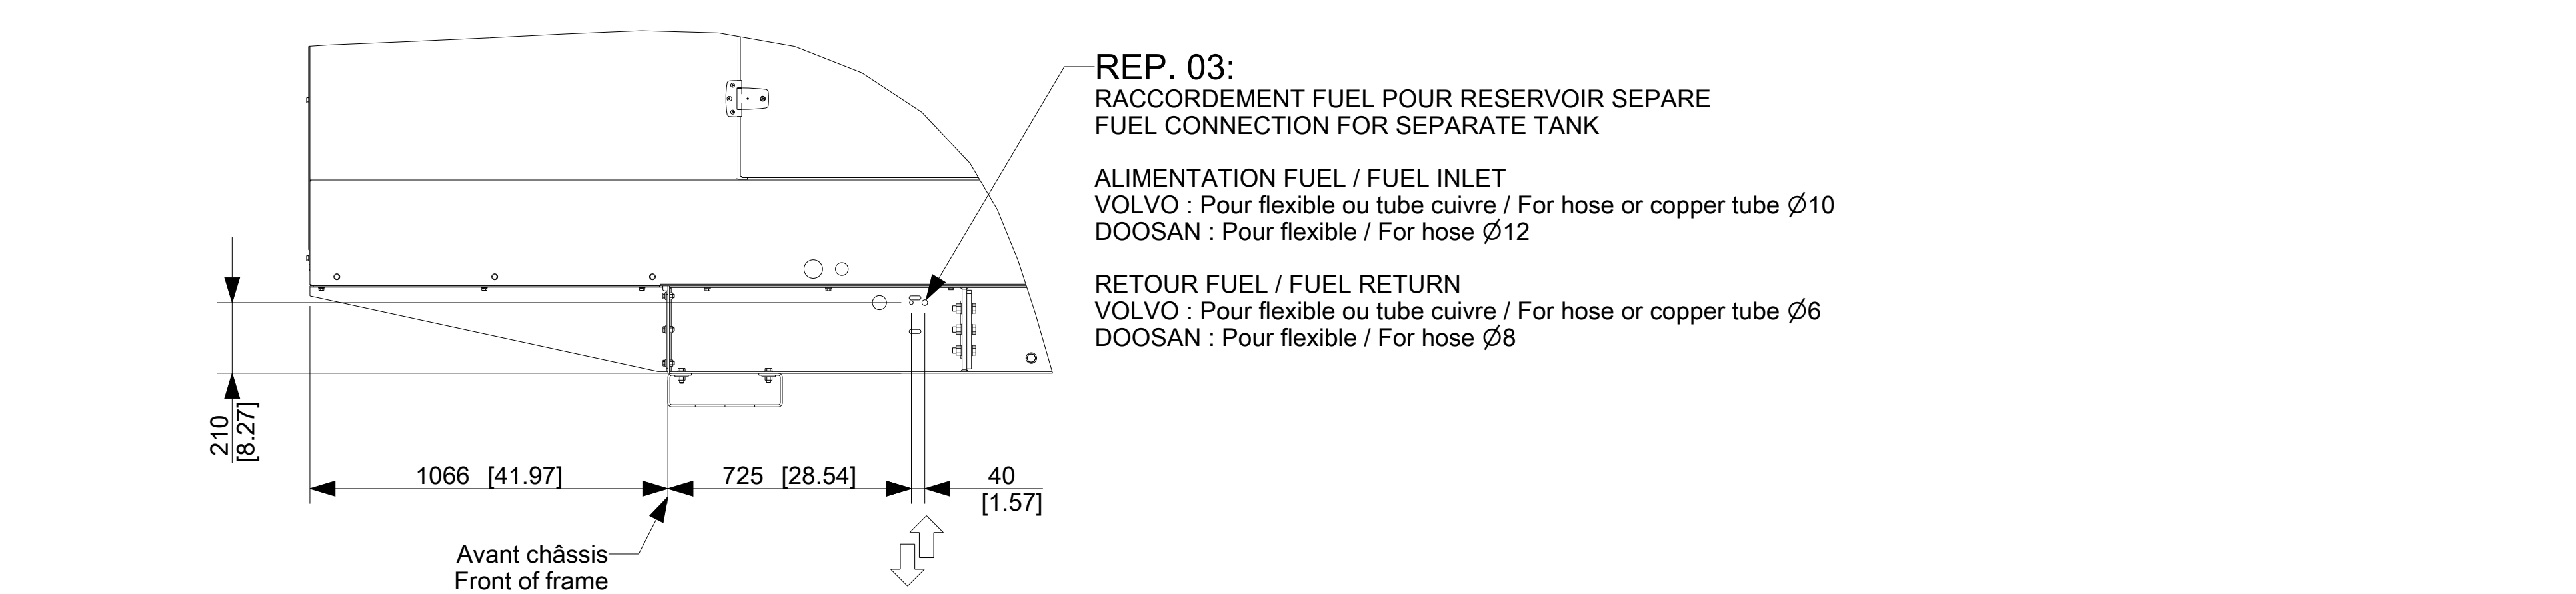 REP. 03:
RACCORDEMENT FUEL POUR RESERVOIR SEPARE
FUEL CONNECTION FOR SEPARATE TANK
ALIMENTATION FUEL / FUEL INLET
VOLVO : Pour flexible ou tube cuivre / For hose or copper tube Ø10
DOOSAN : Pour flexible / For hose Ø12
RETOUR FUEL / FUEL RETURN
VOLVO : Pour flexible ou tube cuivre / For hose or copper tube Ø6
DOOSAN : Pour flexible / For hose Ø8
210
[8.27]
1066 [41.97]
725 [28.54]
40
[1.57]
Avant châssis
Front of frame